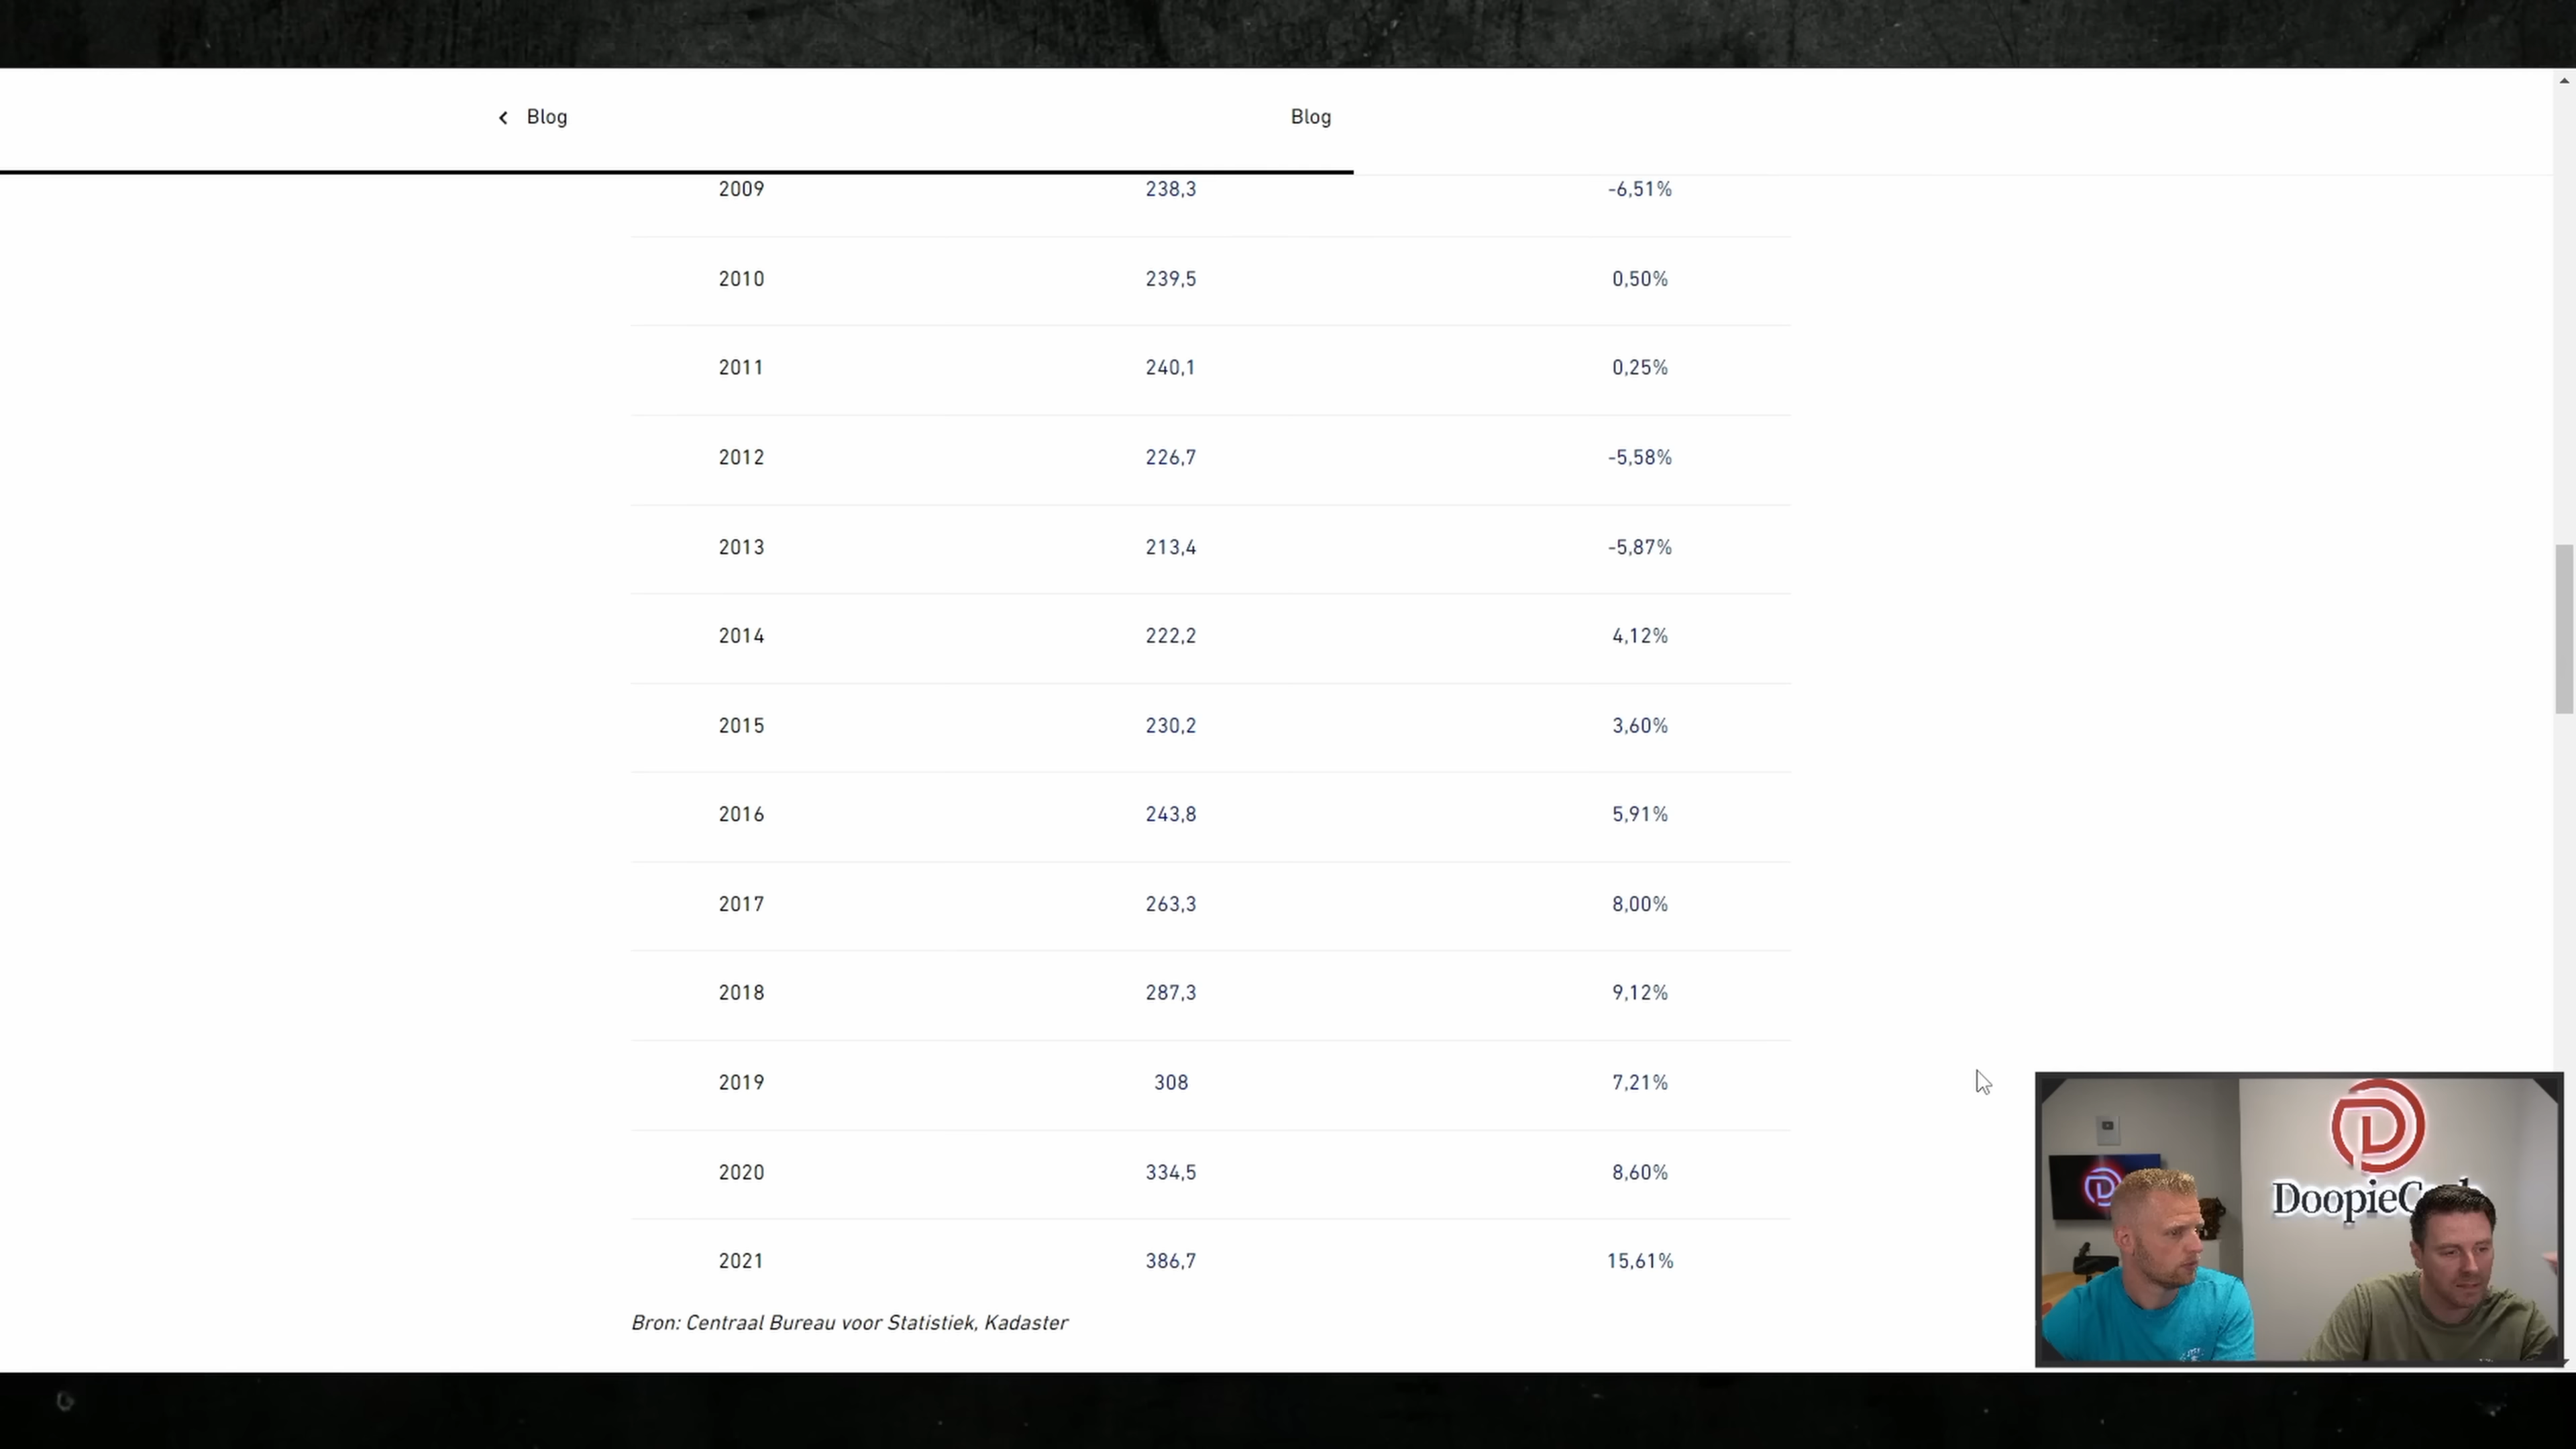 Blog Blog
2009 238,3 -6,51%
2010 239,5 0,50%
2011 240,1 0,25%
2012 226,7 -5,58%
2013 213,4 -5,87%
2014 222,2 4,12%
2015 230,2 3,60%
2016 243,8 5,91%
2017 263,3 8,00%
2018 287,3 9,12%
2019 308 7,21%
2020 334,5 8,60%
2021 386,7 15,61%
Bron: Centraal Bureau voor Statistiek, Kadaster